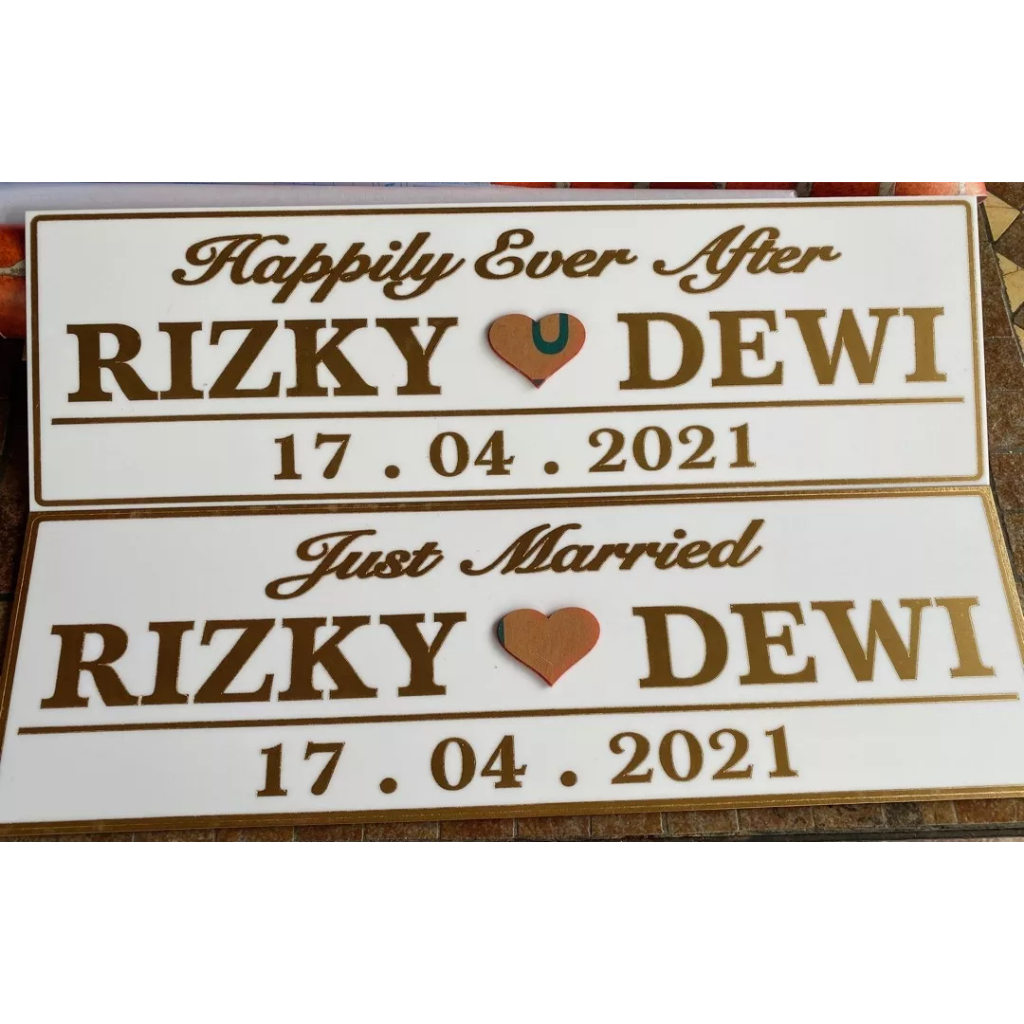 Happily Ever After
RIZKY U DEWI
17 . 04 . 2021
Just Married
RIZKY DEWI
17 . 04 . 2021